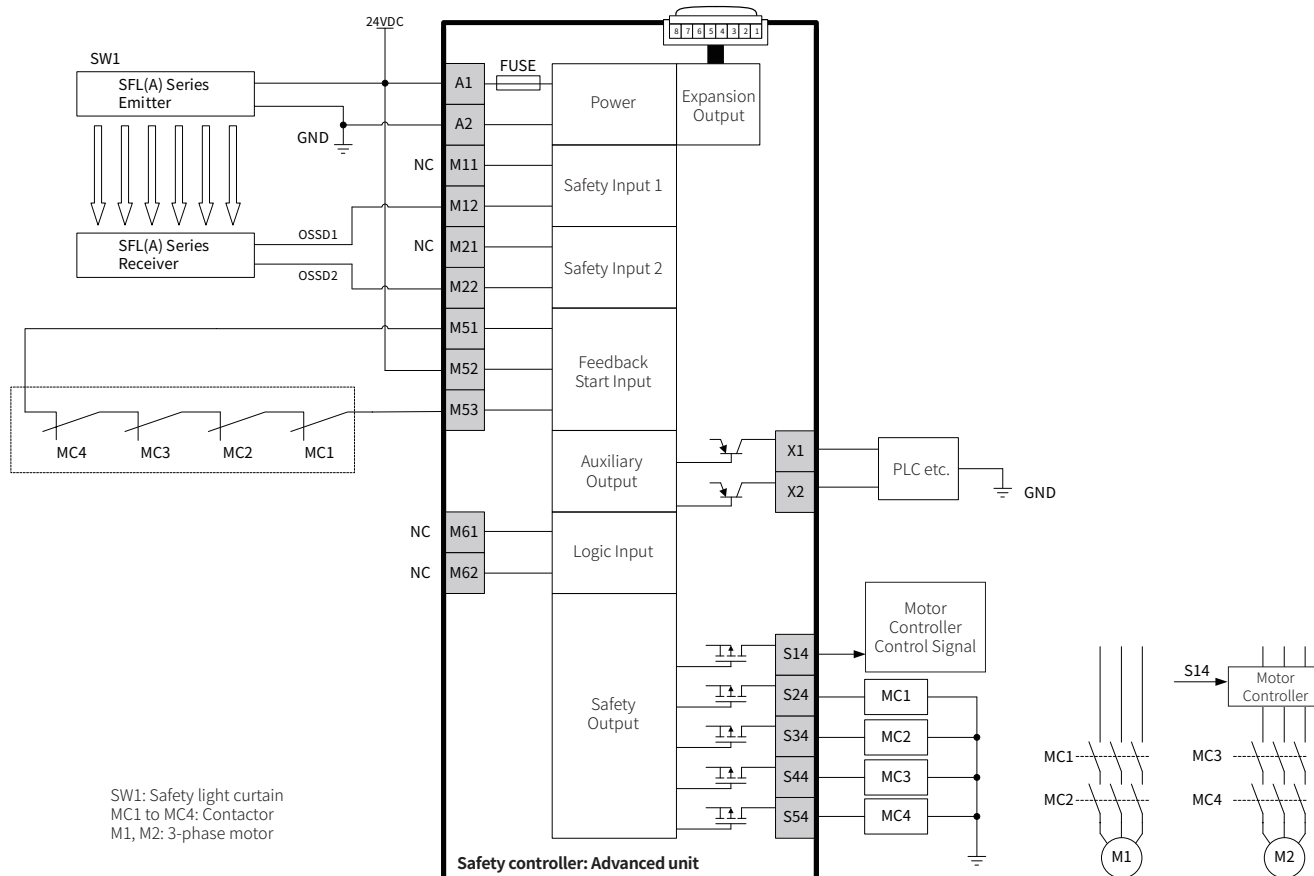 24VDC
8 7 6 5 4 3 2 1
SW1
SFL(A) Series
Emitter
GND
A1
FUSE
A2
Power
Expansion
Output
NC
M11
M12
Safety Input 1
SFL(A) Series
Receiver
OSSD1
OSSD2
NC
M21
M22
Safety Input 2
M51
M52
M53
Feedback
Start Input
MC4 MC3 MC2 MC1
Auxiliary
Output
X1
X2
PLC etc.
GND
NC
M61
NC
M62
Logic Input
Safety
Output
S14
Motor
Controller
Control Signal
S24
MC1
S34
MC2
S44
MC3
S54
MC4
S14
Motor
Controller
MC1
MC2
M1
MC3
MC4
M2
SW1: Safety light curtain
MC1 to MC4: Contactor
M1, M2: 3-phase motor
Safety controller: Advanced unit